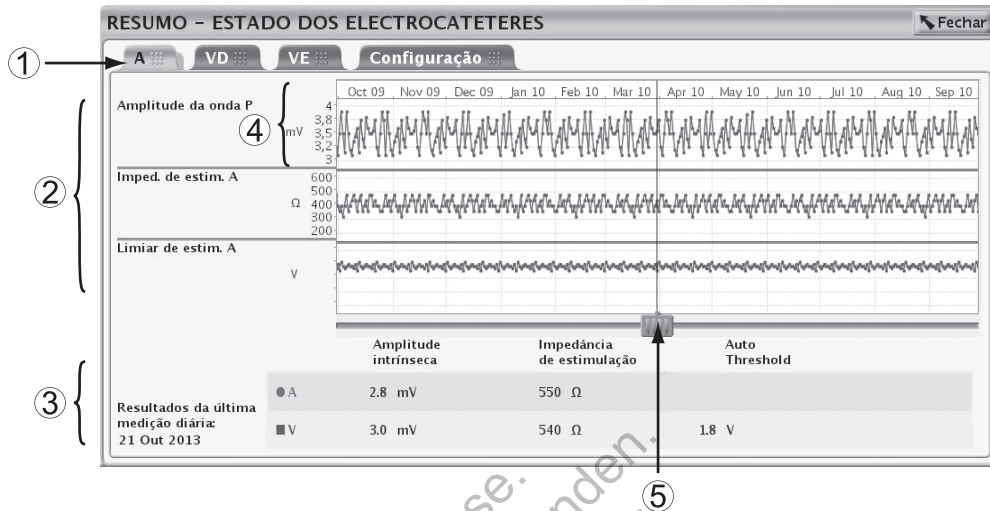 RESUMO – ESTADO DOS ELECTROCATETERES
Fechar
A VD VE Configuração
1
Oct 09 Nov 09 Dec 09 Jan 10 Feb 10 Mar 10 Apr 10 May 10 Jun 10 Jul 10 Aug 10 Sep 10
Amplitude da onda P
4
mV
4
3,8
3,5
3,2
3
2
Imped. de estim. A
Ω
600
500
400
300
200
Limiar de estim. A
V
Amplitude intrínseca
Impedância de estimulação
Auto Threshold
3
A 2.8 mV 550 Ω
Resultados da última
medição diária:
21 Out 2013
V 3.0 mV 540 Ω 1.8 V
5
se.
nden.